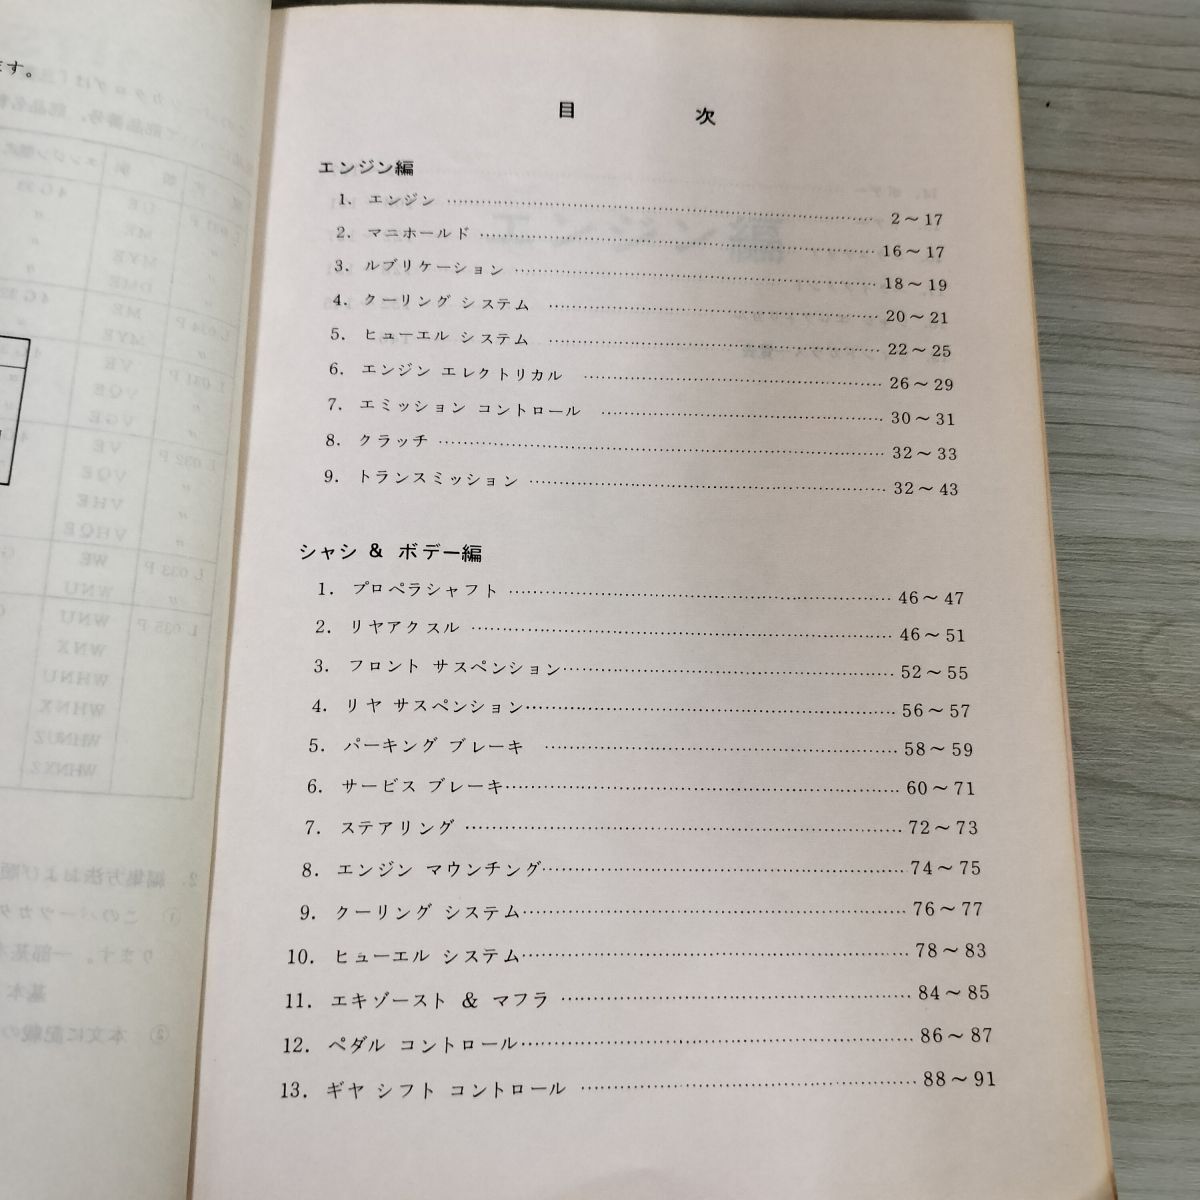 ます。
目 次
エンジン編
1. エンジン 2～17
2. マニホールド 16～17
3. ルブリケーション 18～19
4. クーリング システム 20～21
5. ヒューエル システム 22～25
6. エンジン エレクトリカル 26～29
7. エミッション コントロール 30～31
8. クラッチ 32～33
9. トランスミッション 32～43
シャシ & ボデー編
1. プロペラシャフト 46～47
2. リヤアクスル 46～51
3. フロント サスペンション 52～55
4. リヤ サスペンション 56～57
5. パーキング ブレーキ 58～59
6. サービス ブレーキ 60～71
7. ステアリング 72～73
8. エンジン マウンチング 74～75
9. クーリング システム 76～77
10. ヒューエル システム 78～83
11. エキゾースト & マフラ 84～85
12. ペダル コントロール 86～87
13. ギヤ シフト コントロール 88～91